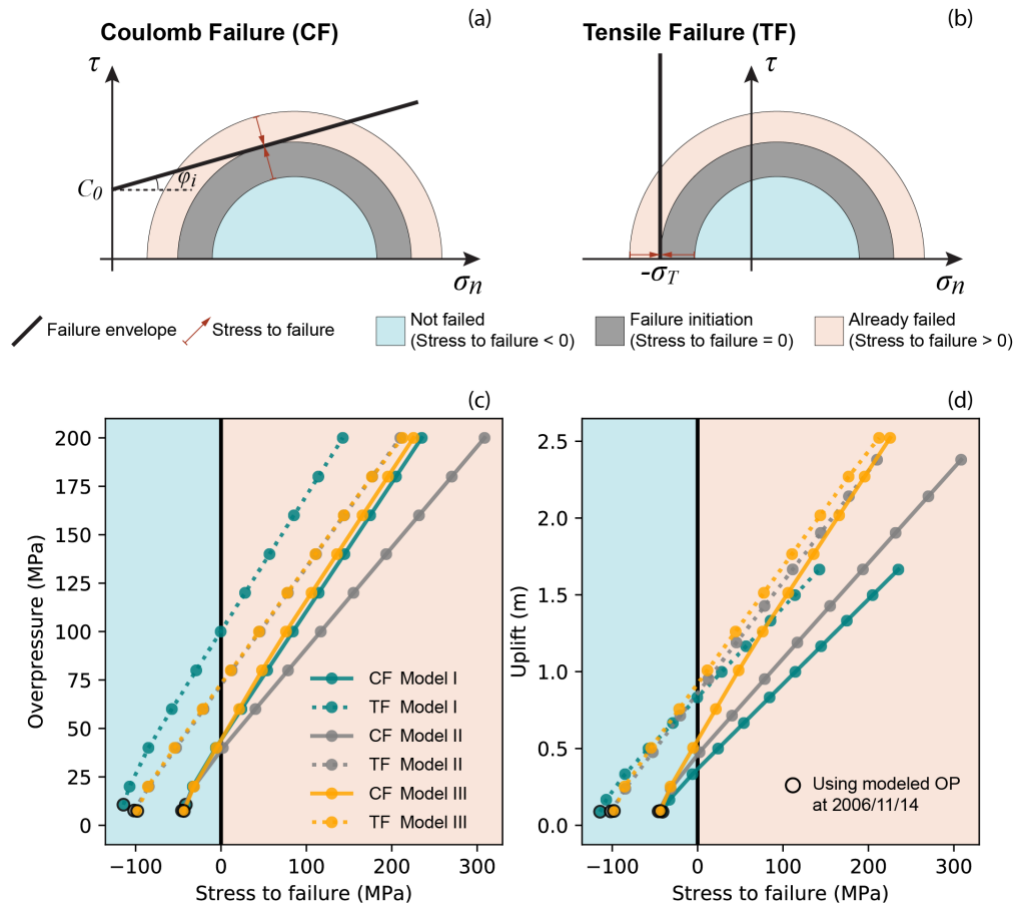 (a)
Coulomb Failure (CF)
τ
C0
φi
σn
(b)
Tensile Failure (TF)
τ
-σT
σn
Failure envelope
Stress to failure
Not failed
(Stress to failure < 0)
Failure initiation
(Stress to failure = 0)
Already failed
(Stress to failure > 0)
(c)
Overpressure (MPa)
200
175
150
125
100
75
50
25
0
CF Model I
TF Model I
CF Model II
TF Model II
CF Model III
TF Model III
−100
0
100
200
300
Stress to failure (MPa)
(d)
Uplift (m)
2.5
2.0
1.5
1.0
0.5
0.0
Using modeled OP
at 2006/11/14
−100
0
100
200
300
Stress to failure (MPa)